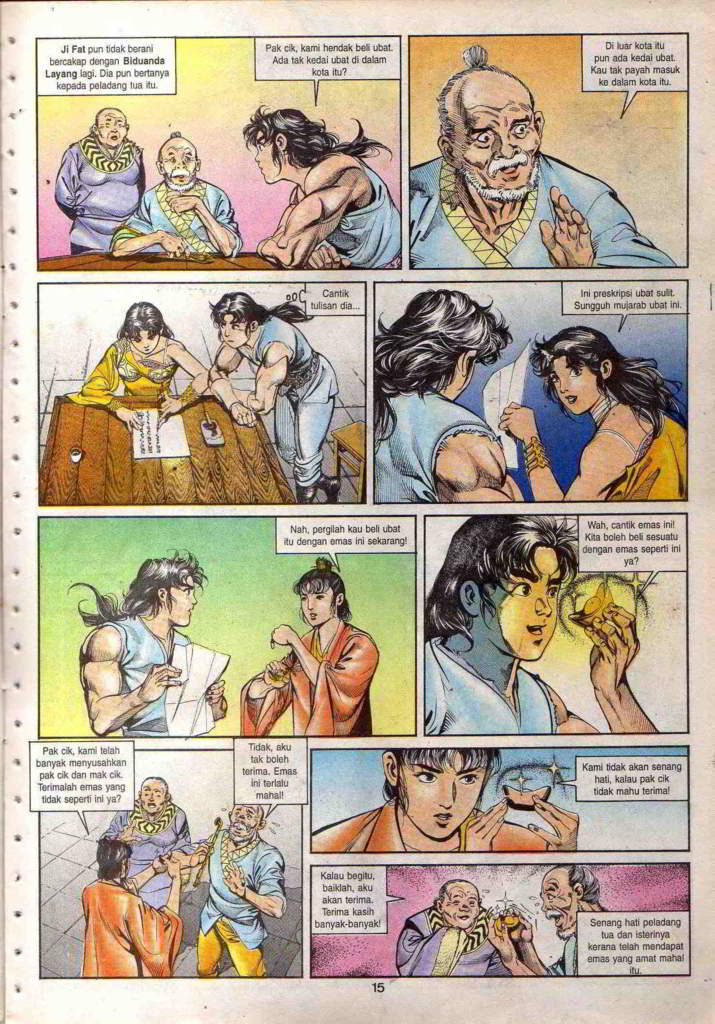 Ji Fat pun tidak berani
bercakap dengan Biduanda
Layang lagi. Dia pun bertanya
kepada peladang tua itu.
Pak cik, kami hendak beli ubat.
Ada tak kedai ubat di dalam
kota itu?
Di luar kota itu
pun ada kedai ubat.
Kau tak payah masuk
ke dalam kota itu.
Cantik
tulisan dia...
Ini preskripsi ubat sulit.
Sungguh mujarab ubat ini.
Nah, pergilah kau beli ubat
itu dengan emas ini sekarang!
Wah, cantik emas ini!
Kita boleh beli sesuatu
dengan emas seperti ini
ya?
Pak cik, kami telah
banyak menyusahkan
pak cik dan mak cik.
Terimalah emas yang
tidak seperti ini ya?
Tidak, aku
tak boleh
terima. Emas
ini terlalu
mahal!
Kami tidak akan senang
hati, kalau pak cik
tidak mahu terima!
Kalau begitu,
baiklah, aku
akan terima.
Terima kasih
banyak-banyak!
Senang hati peladang
tua dan isterinya
kerana telah mendapat
emas yang amat mahal
itu.
15